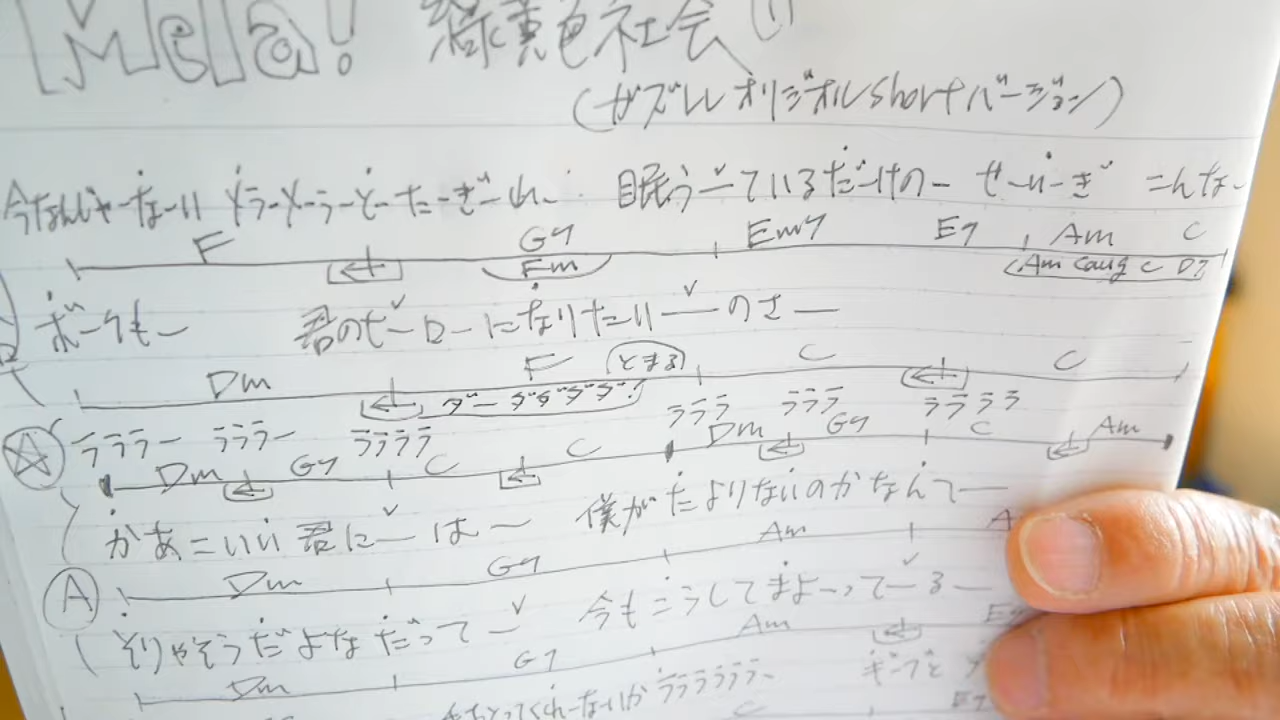 Mela! 緑黄色社会 ①
(ガズレレオリジナルshortバージョン)
今なんじゃーなーい メラーメーラーとーたーぎーれー 眠うーているだーけの一 せーいーぎ こんなー
F G7 Em7 E7 Am C
Fm (Am Caug C D7
ボークもー 君のヒーローになりたいーーのさー
Dm F とまる C C
ダー ダダダダダ
ラララー ラララー ララララ ラララ ラララ ララララ
Dm G7 C C Dm G7 C Am
かあこいい君にーはー 僕がたよりないのかなんてー
A Dm G7 Am
そりゃそうだよなだってー 今もこうしてまよーってーるー
Dm G7 Am E7
ラララララララ
C E7